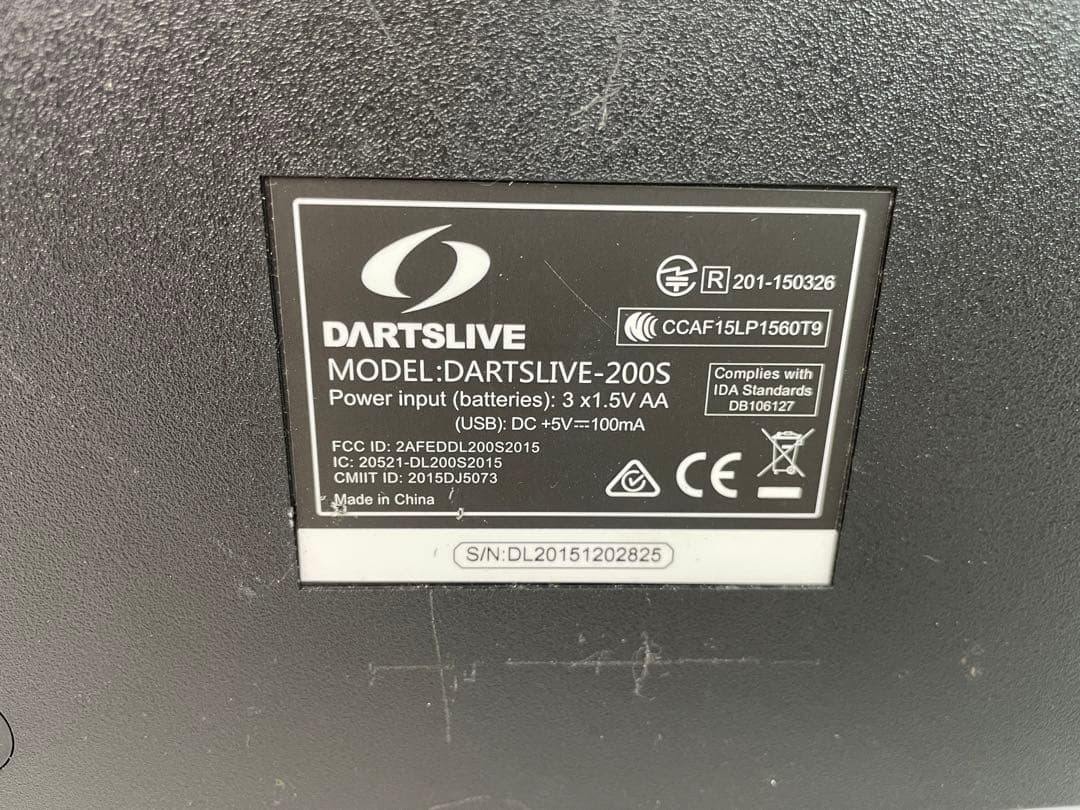 DARTSLIVE
MODEL:DARTSLIVE-200S
Power input (batteries): 3 x1.5V AA
(USB): DC +5V⎓100mA
FCC ID: 2AFEDDL200S2015
IC: 20521-DL200S2015
CMIIT ID: 2015DJ5073
Made in China
R 201-150326
CCAF15LP1560T9
Complies with
IDA Standards
DB106127
CE
S/N:DL20151202825